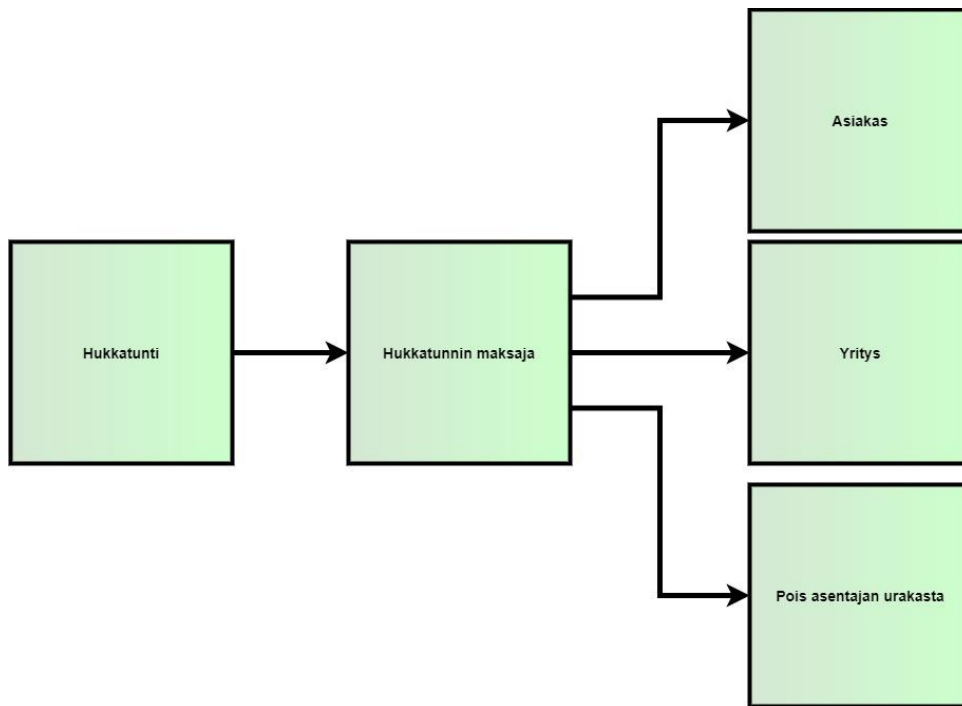 Hukkatunti
Hukkatunnin maksaja
Asiakas
Yritys
Pois asentajan urakasta